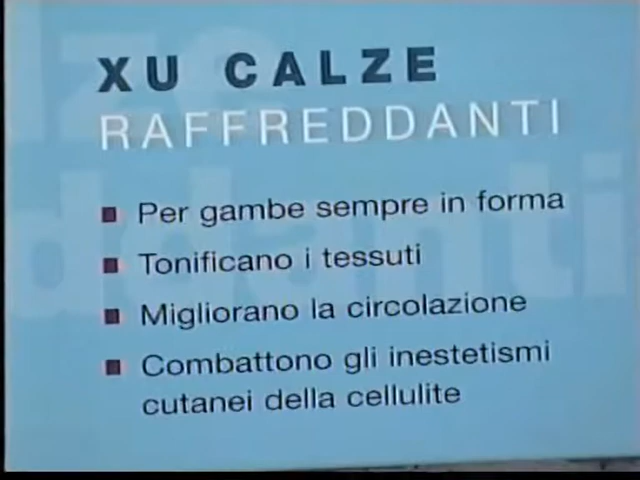 XU CALZE
RAFFREDDANTI
Per gambe sempre in forma
Tonificano i tessuti
Migliorano la circolazione
Combattono gli inestetismi
cutanei della cellulite